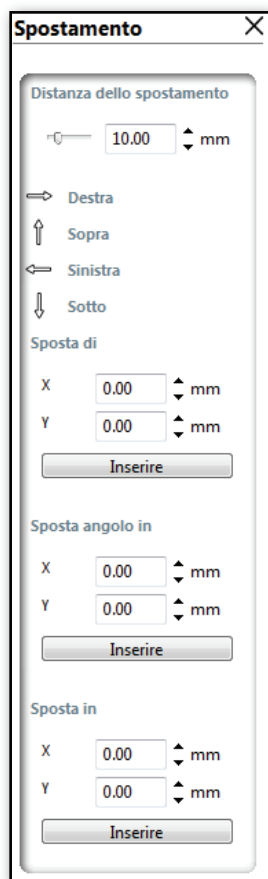 Spostamento
Distanza dello spostamento
10.00 mm
Destra
Sopra
Sinistra
Sotto
Sposta di
X 0.00 mm
Y 0.00 mm
Inserire
Sposta angolo in
X 0.00 mm
Y 0.00 mm
Inserire
Sposta in
X 0.00 mm
Y 0.00 mm
Inserire